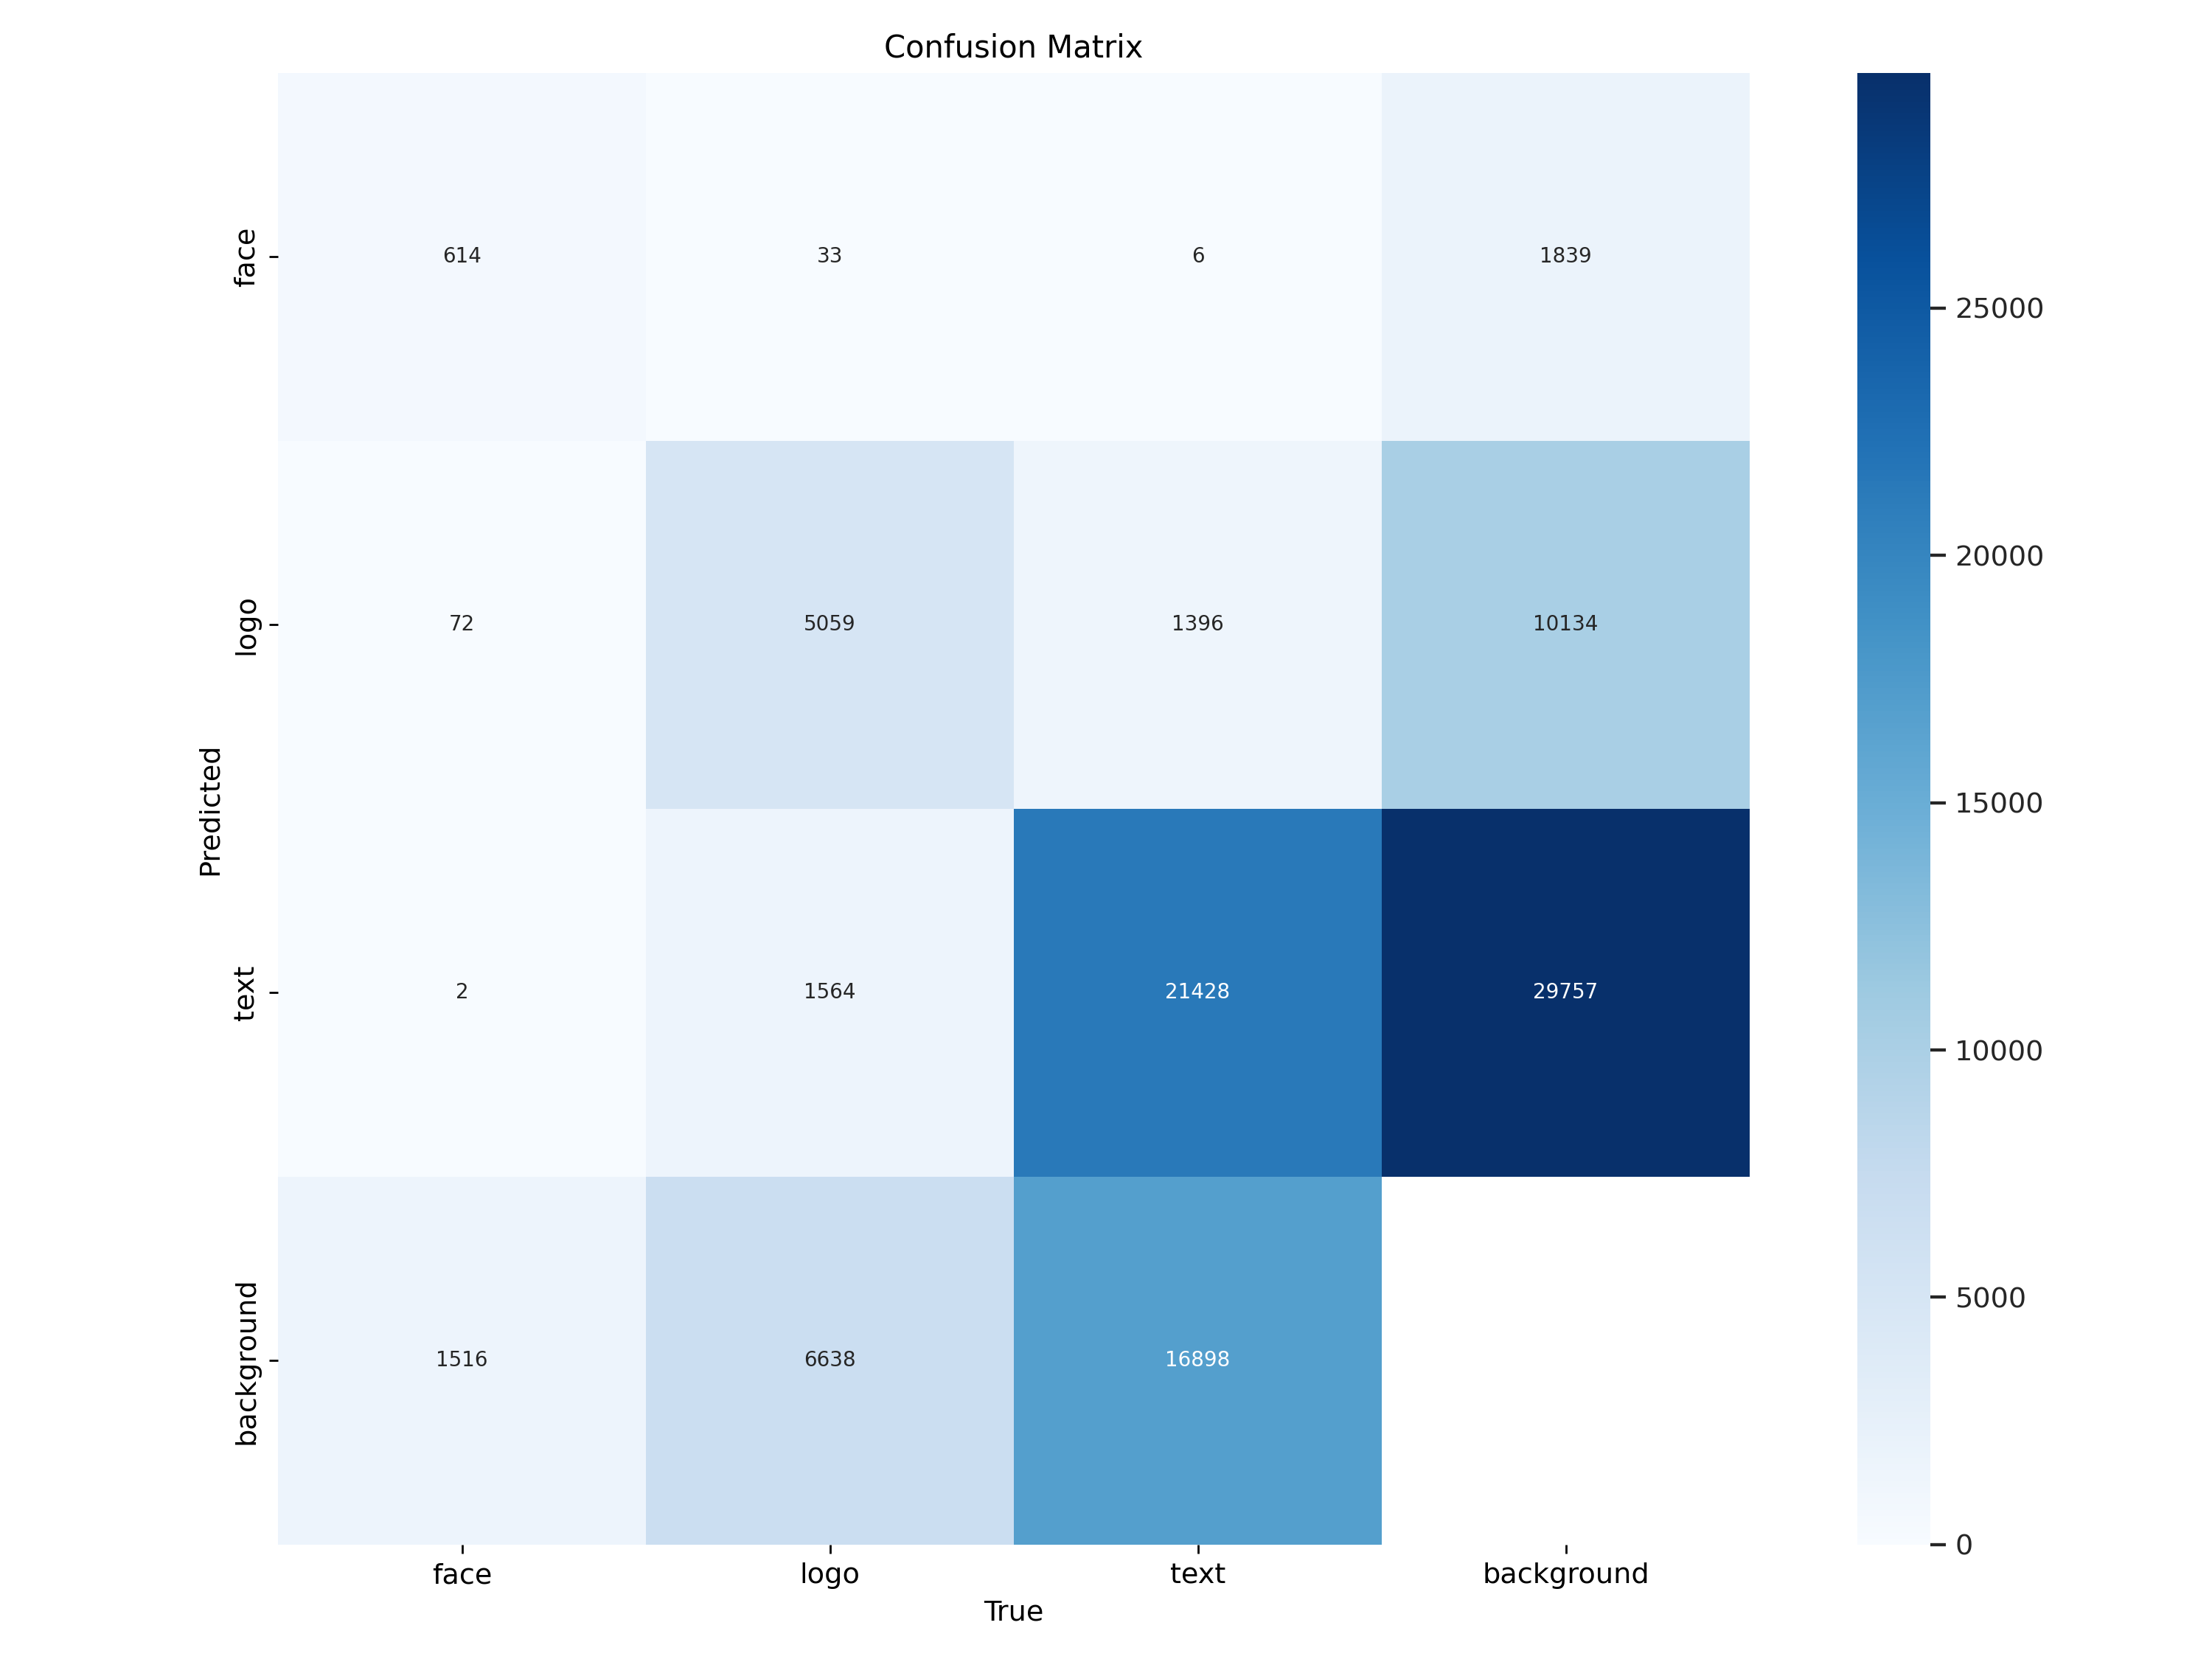 Confusion Matrix
face 614 33 6 1839
logo 72 5059 1396 10134
text 2 1564 21428 29757
background 1516 6638 16898
face logo text background
True
Predicted
25000
20000
15000
10000
5000
0